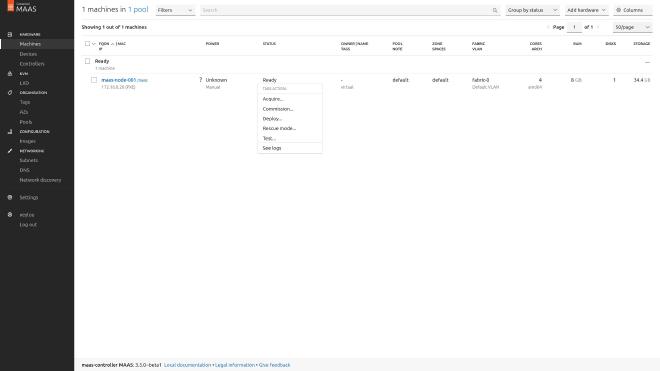 Canonical
MAAS
HARDWARE
Machines
Devices
Controllers
KVM
LXD
ORGANISATION
Tags
AZs
Pools
CONFIGURATION
Images
NETWORKING
Subnets
DNS
Network discovery
Settings
Log out
1 machines in 1 pool
Filters
Search
Group by status
Add hardware
Columns
Showing 1 out of 1 machines
Page 1 of 1
50/page
FQDN | MAC
IP
POWER
STATUS
OWNER | NAME
TAGS
POOL
NOTE
ZONE
SPACES
FABRIC
VLAN
CORES
ARCH
RAM
DISKS
STORAGE
Ready
1 machine
maas-node-001.maas
172.16.0.20 (PXE)
? Unknown
Manual
Ready
-
virtual
default
default
fabric-0
Default VLAN
4
amd64
8 GB
1
34.4 GB
TAKE ACTION:
Acquire...
Commission...
Deploy...
Rescue mode...
Test...
See logs
maas-controller MAAS: 3.5.0~beta1 Local documentation • Legal information • Give feedback